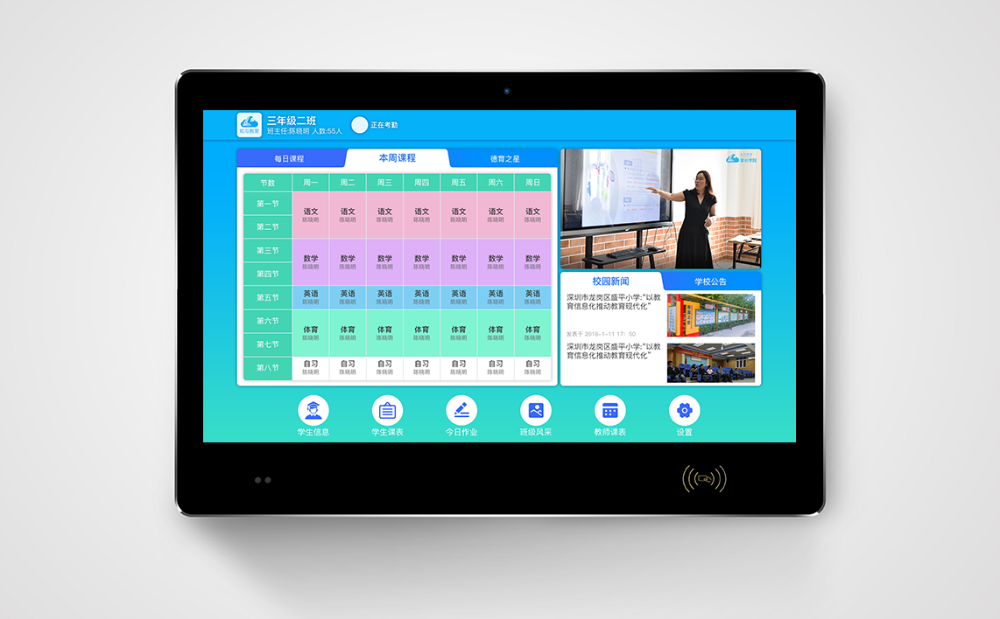 三年级二班
班主任:陈晓明 人数:55人
正在考勤
知鸟教育
每日课程 本周课程 德育之星
节数 周一 周二 周三 周四 周五 周六 周日
第一节
语文 语文 语文 语文 语文 语文 语文
陈晓明 陈晓明 陈晓明 陈晓明 陈晓明 陈晓明 陈晓明
第二节
第三节
数学 数学 数学 数学 数学 数学 数学
陈晓明 陈晓明 陈晓明 陈晓明 陈晓明 陈晓明 陈晓明
第四节
第五节
英语 英语 英语 英语 英语 英语 英语
陈晓明 陈晓明 陈晓明 陈晓明 陈晓明 陈晓明 陈晓明
第六节
体育 体育 体育 体育 体育 体育 体育
陈晓明 陈晓明 陈晓明 陈晓明 陈晓明 陈晓明 陈晓明
第七节
第八节
自习 自习 自习 自习 自习 自习 自习
陈晓明 陈晓明 陈晓明 陈晓明 陈晓明 陈晓明 陈晓明
校园新闻 学校公告
深圳市龙岗区盛平小学:“以教
育信息化推动教育现代化”
发表于 2018-1-11 17：50
深圳市龙岗区盛平小学:“以教
育信息化推动教育现代化”
学生信息 学生课表 今日作业 班级风采 教师课表 设置